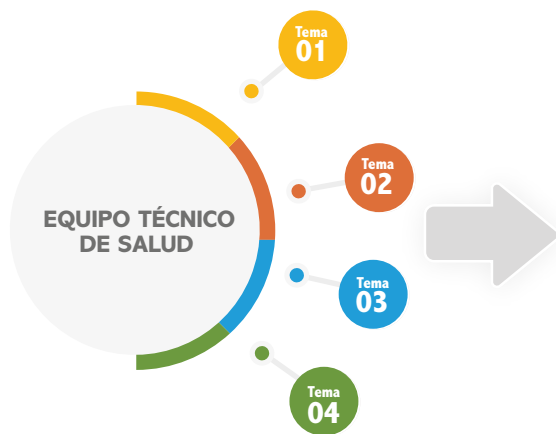 Tema
01
Tema
02
EQUIPO TÉCNICO
DE SALUD
Tema
03
Tema
04